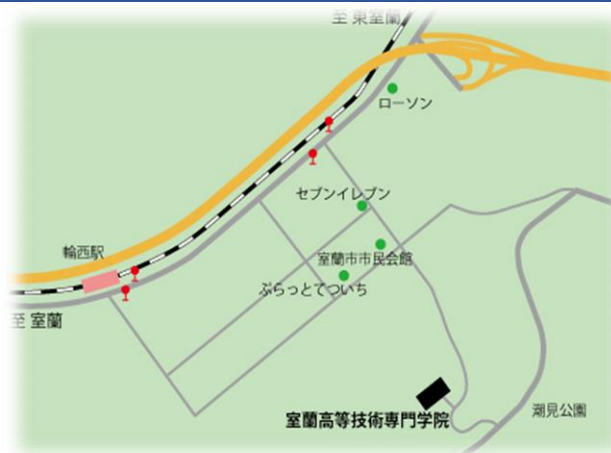 至 東室蘭
ローソン
セブンイレブン
輪西駅
室蘭市市民会館
ぷらっとてついち
至 室蘭
潮見公園
室蘭高等技術専門学院